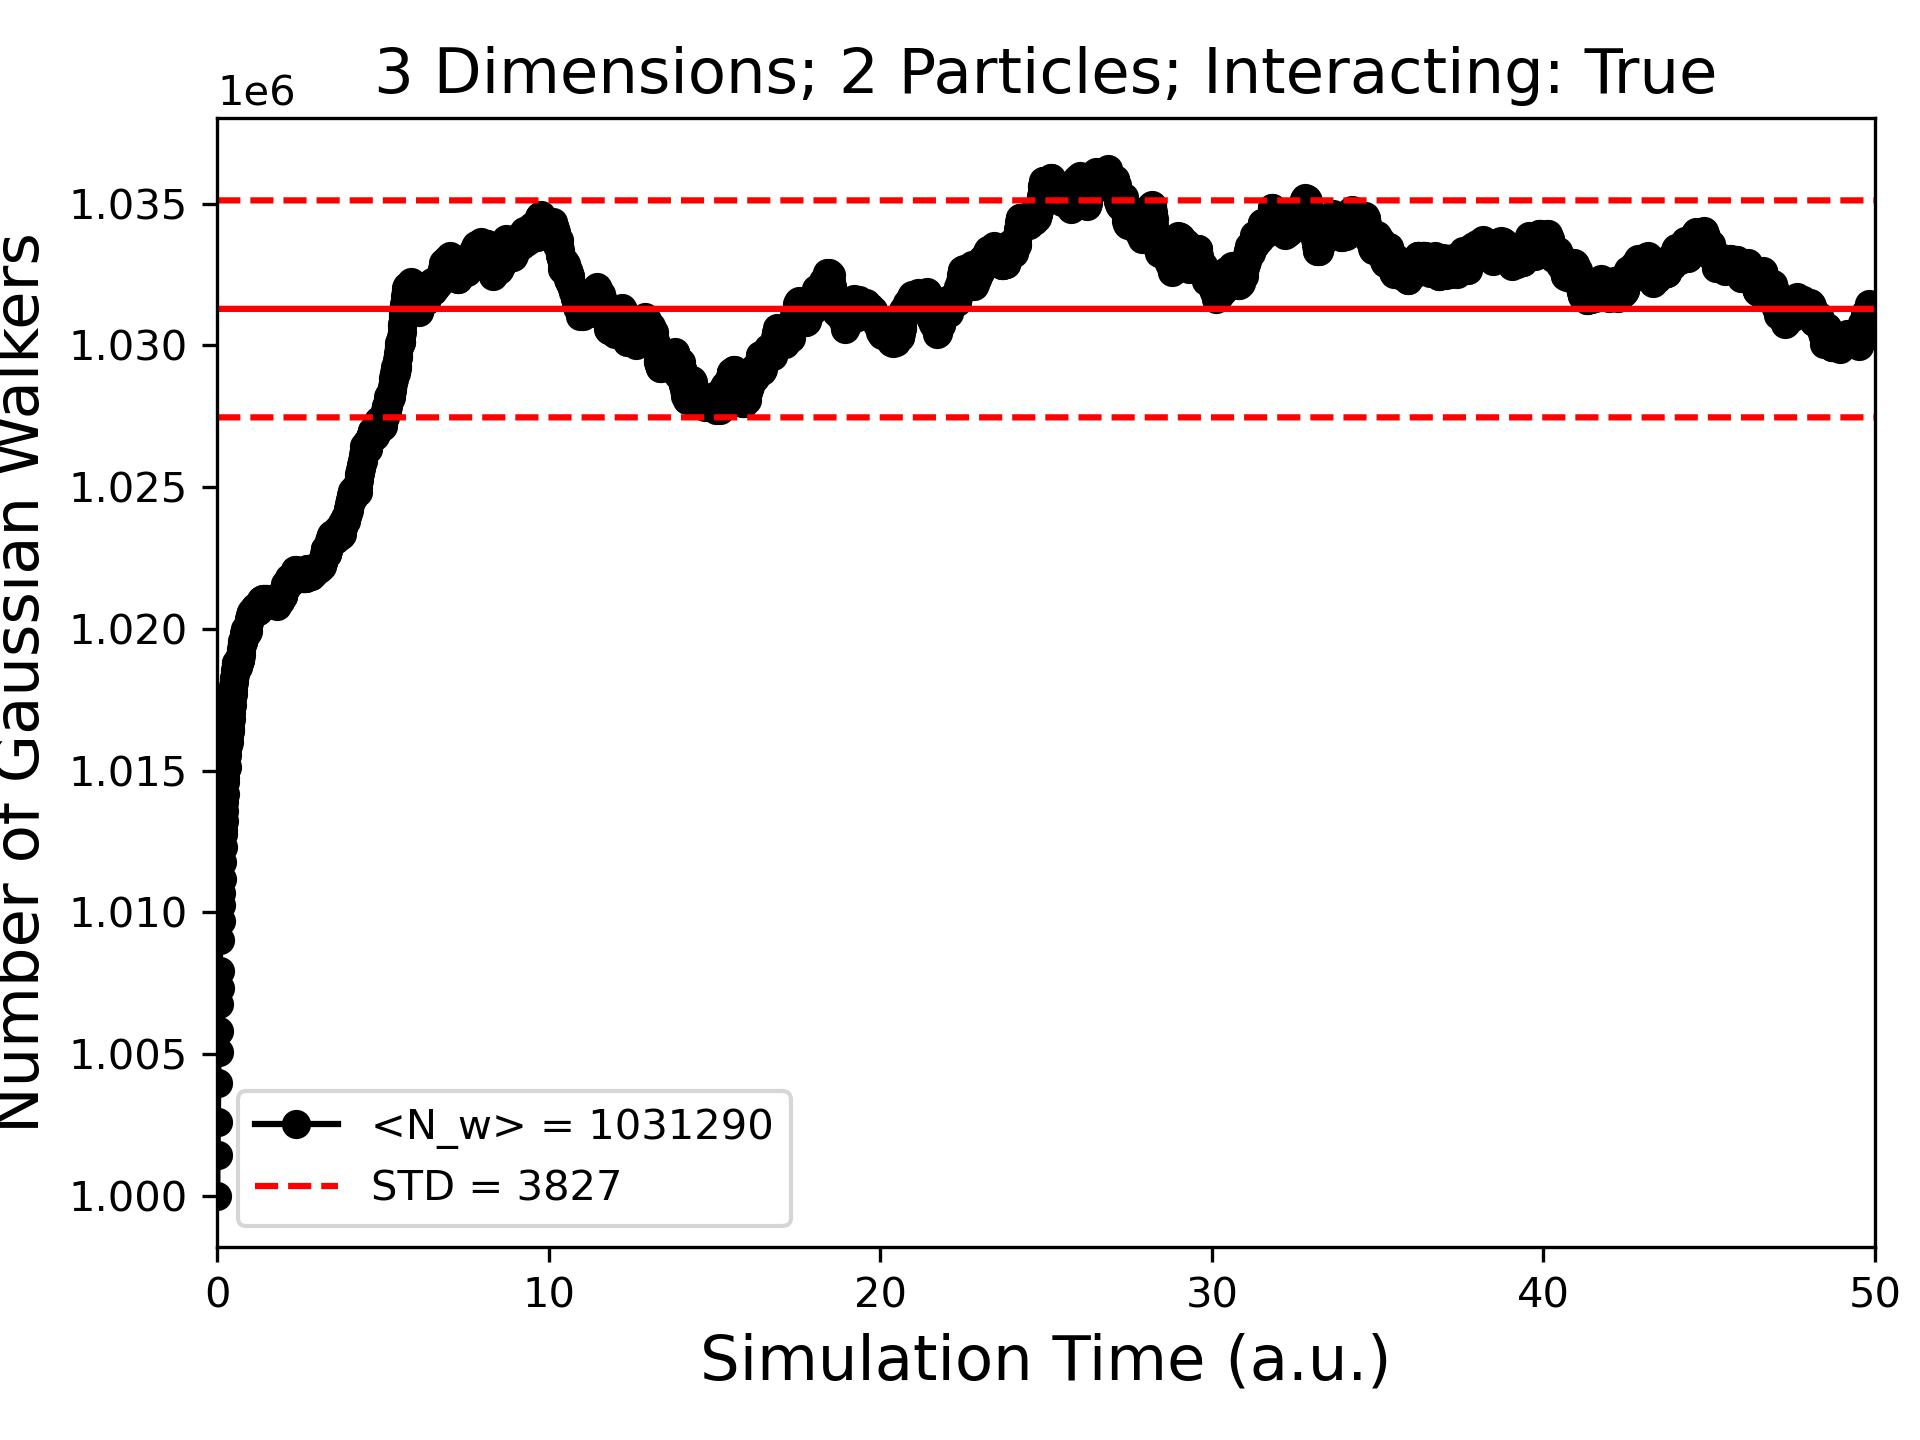 3 Dimensions; 2 Particles; Interacting: True
1e6
Number of Gaussian Walkers
1.035
1.030
1.025
1.020
1.015
1.010
1.005
1.000
<N_w> = 1031290
STD = 3827
0 10 20 30 40 50
Simulation Time (a.u.)